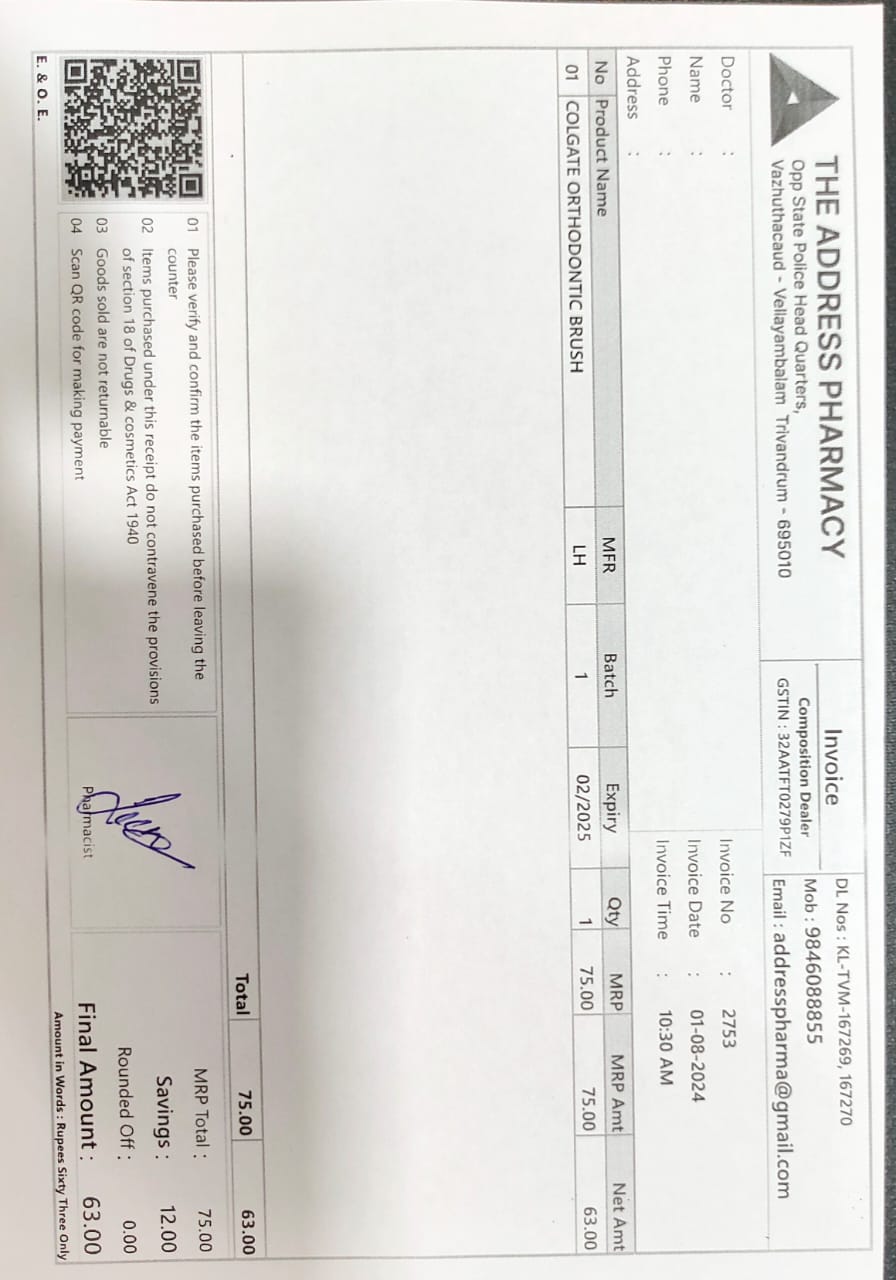 THE ADDRESS PHARMACY
Opp State Police Head Quarters,
Vazhuthacaud - Vellayambalam Trivandrum - 695010
Invoice
Composition Dealer
GSTIN : 32AATFT0279P1ZF
DL Nos : KL-TVM-167269, 167270
Mob : 9846088855
Email : addresspharma@gmail.com
Doctor :
Name :
Phone :
Address :
Invoice No : 2753
Invoice Date : 01-08-2024
Invoice Time : 10:30 AM
No Product Name MFR Batch Expiry Qty MRP MRP Amt Net Amt
01 COLGATE ORTHODONTIC BRUSH LH 1 02/2025 1 75.00 75.00 63.00
Total 75.00 63.00
01 Please verify and confirm the items purchased before leaving the
counter
02 Items purchased under this receipt do not contravene the provisions
of section 18 of Drugs & cosmetics Act 1940
03 Goods sold are not returnable
04 Scan QR code for making payment
Pharmacist
MRP Total : 75.00
Savings : 12.00
Rounded Off : 0.00
Final Amount : 63.00
Amount in Words : Rupees Sixty Three Only
E. & O. E.